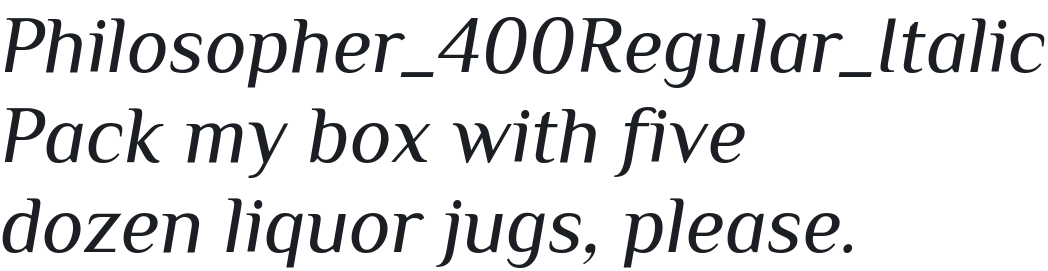 Philosopher_400Regular_Italic
Pack my box with five
dozen liquor jugs, please.